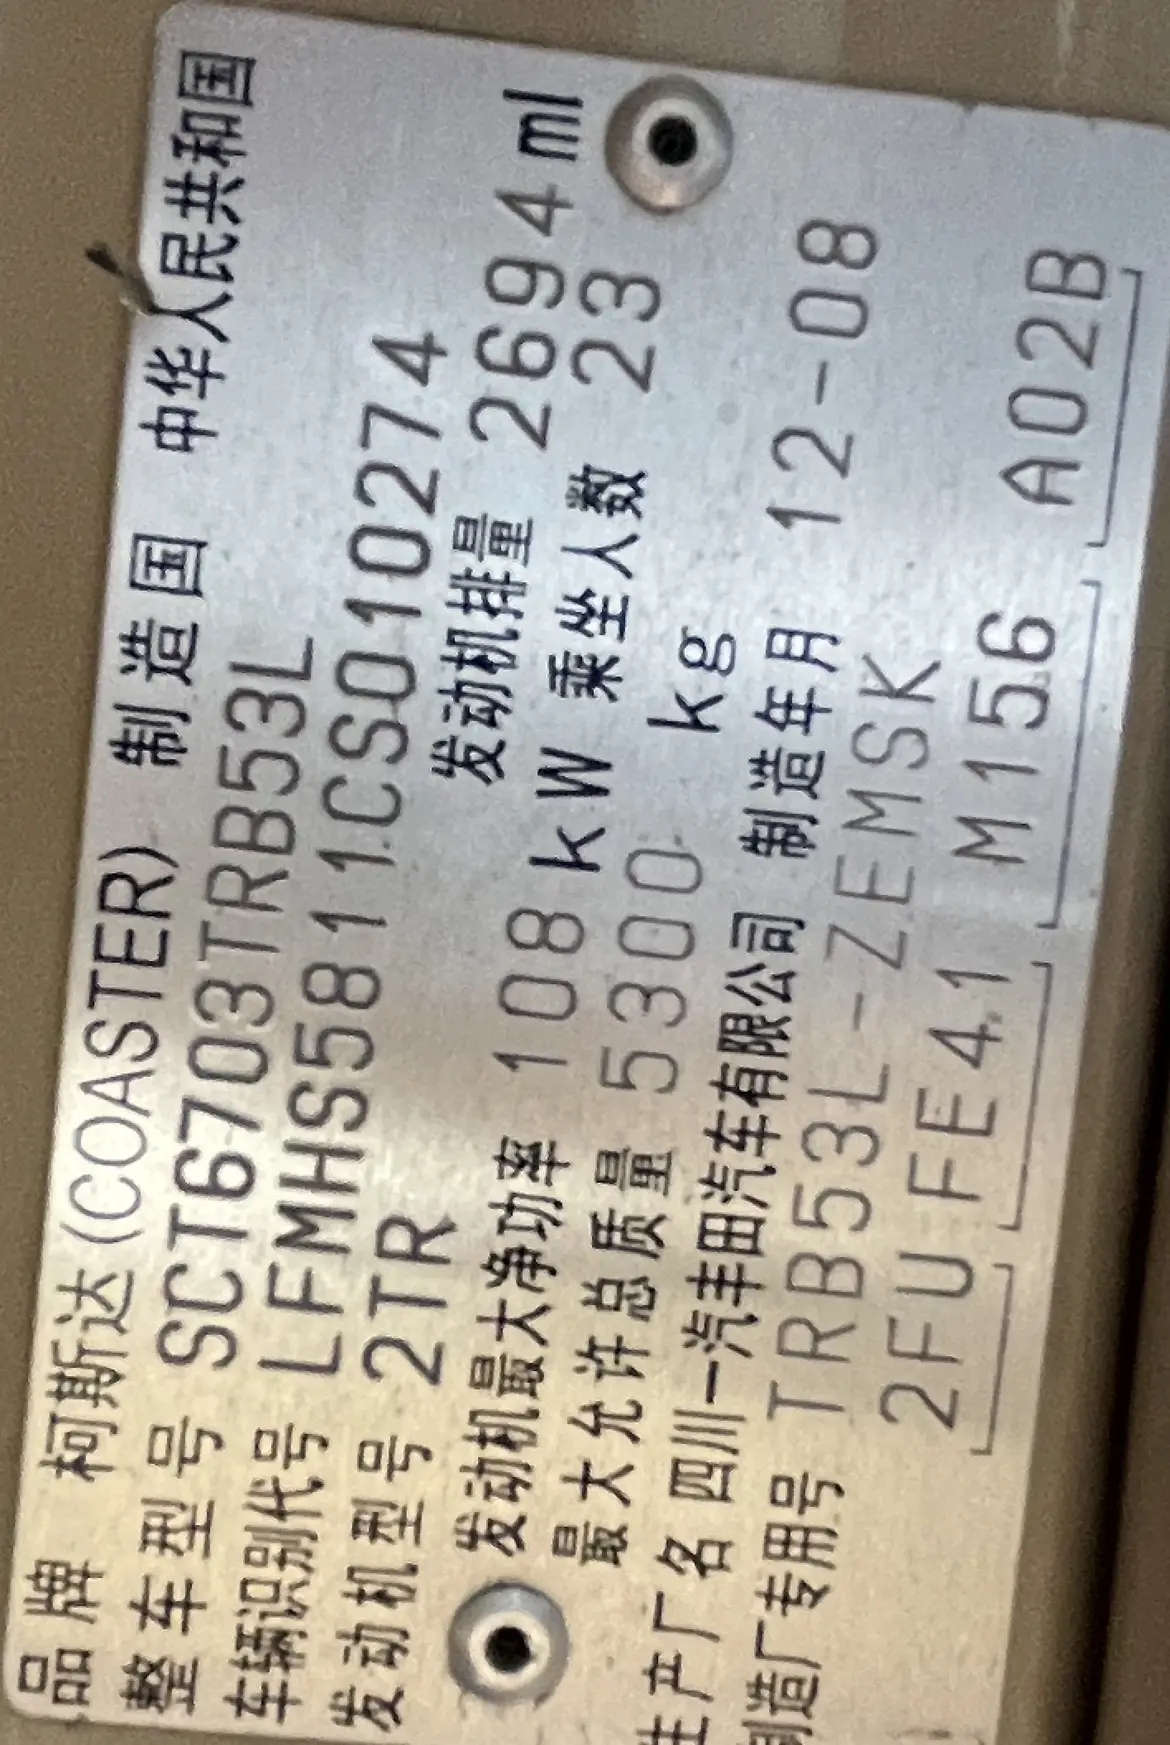 品牌 柯斯达(COASTER) 制造国 中华人民共和国
整车型号 SCT6703TRB53L
车辆识别代号 LFMHS5811CS010274
发动机型号 2TR 发动机排量 2694 ml
发动机最大净功率 108 kW 乘坐人数 23
最大允许总质量 5300 kg
生产厂名 四川一汽丰田汽车有限公司 制造年月 12-08
制造厂专用号 TRB53L-ZEMSK
2FU FE41 M156 A02B